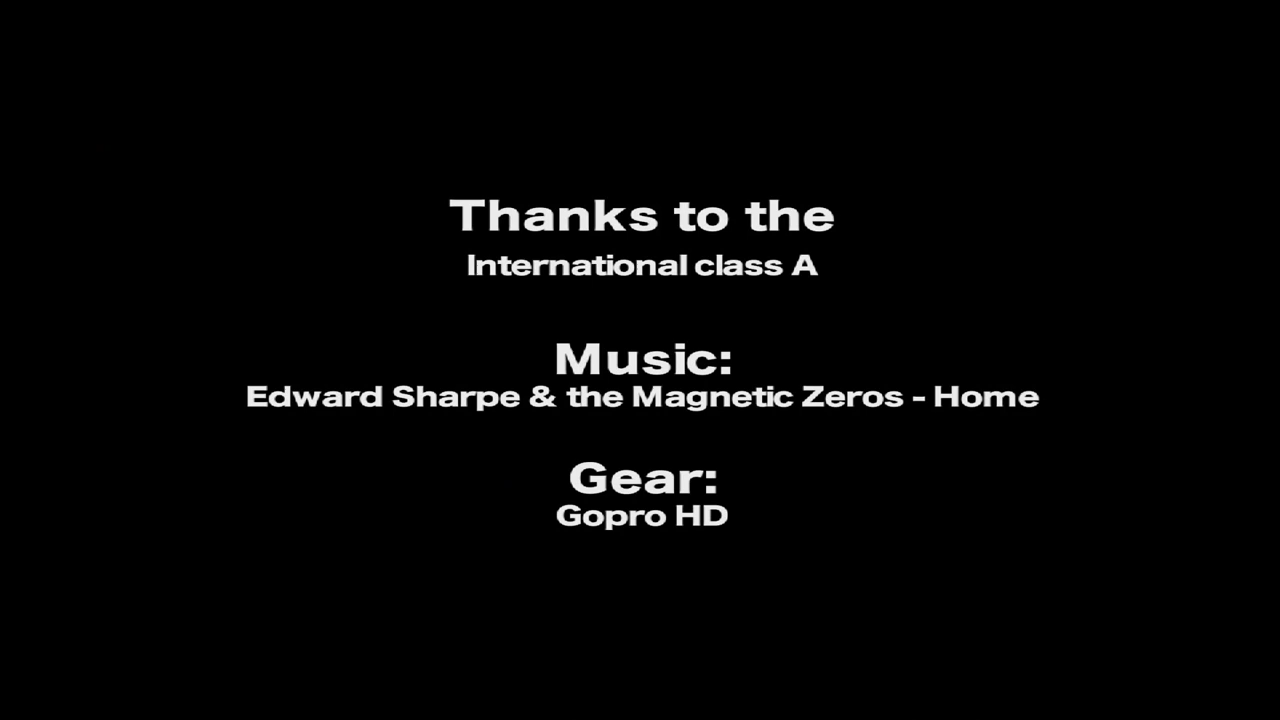 Thanks to the
International class A
Music:
Edward Sharpe & the Magnetic Zeros - Home
Gear:
Gopro HD